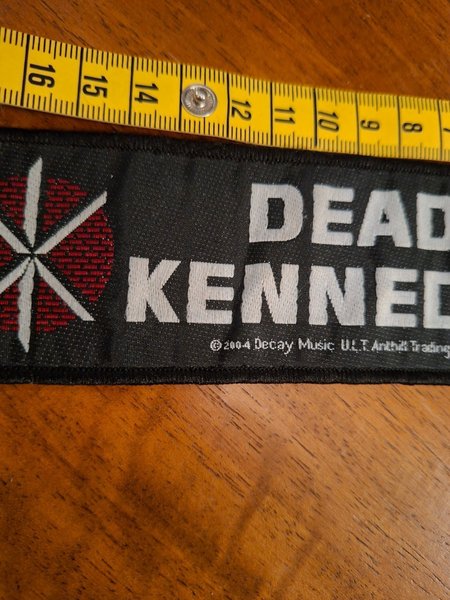 16 15 14 12 11 10 9 8
DEAD
KENNED
© 2004 Decay Music U.L.T. Anthill Trading